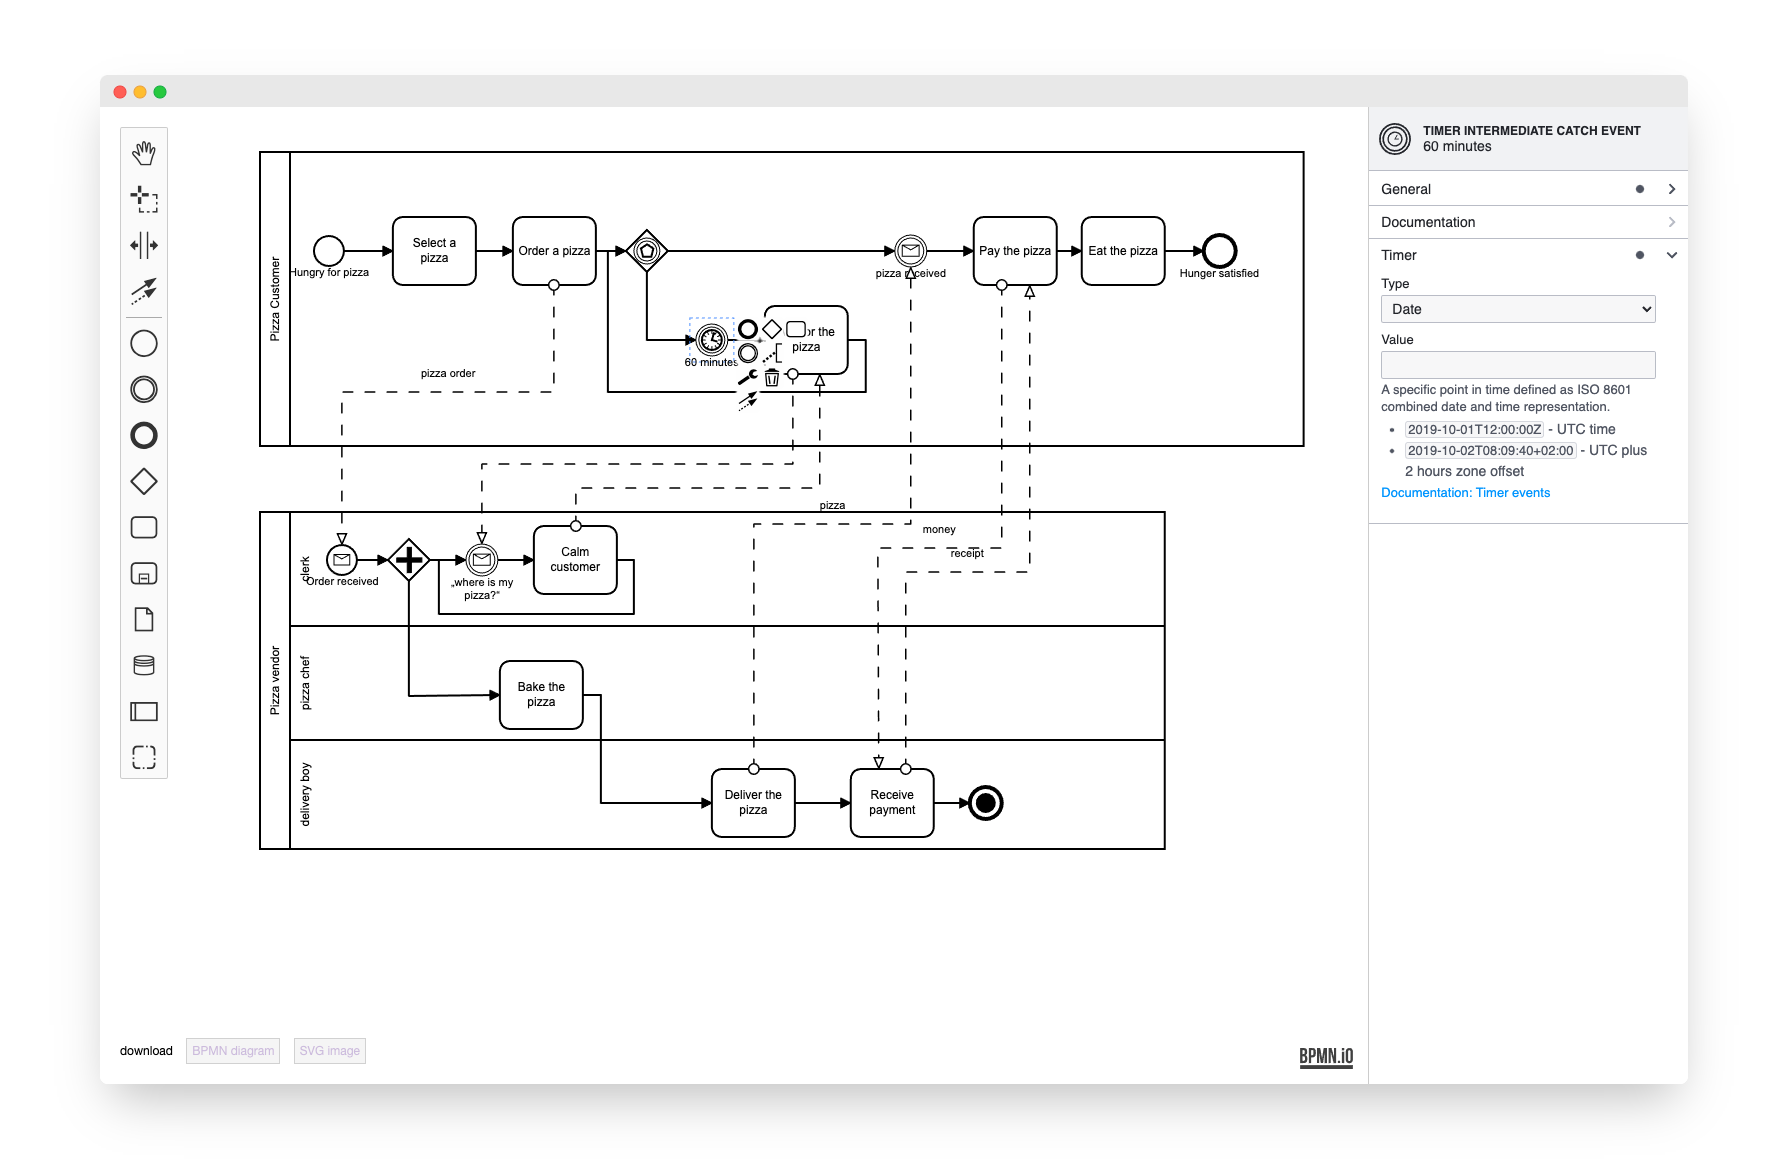 TIMER INTERMEDIATE CATCH EVENT
60 minutes
General
Documentation
Timer
Type
Date
Value
A specific point in time defined as ISO 8601
combined date and time representation.
2019-10-01T12:00:00Z - UTC time
2019-10-02T08:09:40+02:00 - UTC plus
2 hours zone offset
Documentation: Timer events
Pizza Customer
Hungry for pizza
Select a
pizza
Order a pizza
pizza received
Pay the pizza
Eat the pizza
Hunger satisfied
60 minutes
the
pizza
pizza order
pizza
money
receipt
Pizza vendor
clerk
Order received
„where is my
pizza?“
Calm
customer
pizza chef
Bake the
pizza
delivery boy
Deliver the
pizza
Receive
payment
download
BPMN diagram
SVG image
BPMN.iO